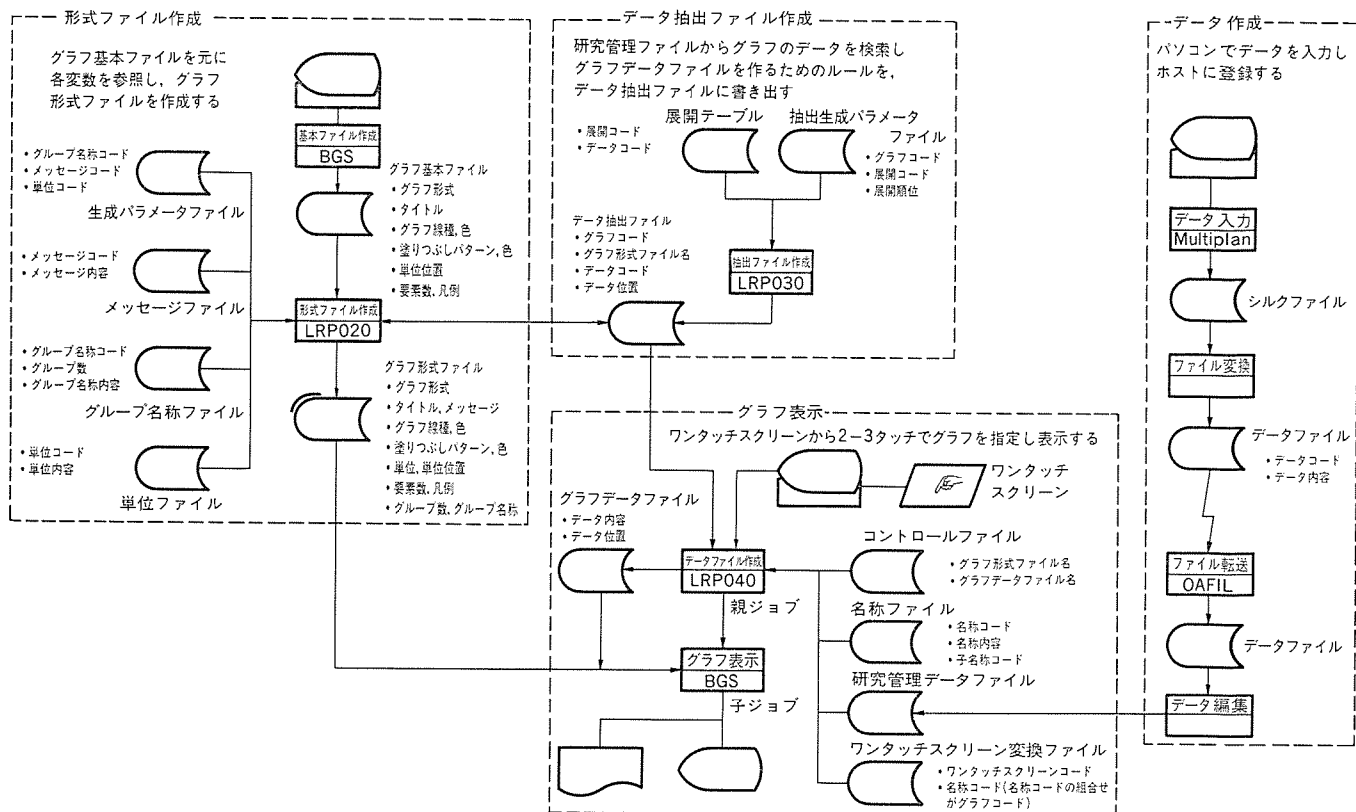 形式ファイル作成
グラフ基本ファイルを元に
各変数を参照し，グラフ
形式ファイルを作成する
基本ファイル作成
BGS
• グループ名称コード
• メッセージコード
• 単位コード
生成パラメータファイル
グラフ基本ファイル
• グラフ形式
• タイトル
• グラフ線種，色
• 塗りつぶしパターン，色
• 単位位置
• 要素数，凡例
• メッセージコード
• メッセージ内容
メッセージファイル
形式ファイル作成
LRP020
• グループ名称コード
• グループ数
• グループ名称内容
グループ名称ファイル
グラフ形式ファイル
• グラフ形式
• タイトル，メッセージ
• グラフ線種，色
• 塗りつぶしパターン，色
• 単位，単位位置
• 要素数，凡例
• グループ数，グループ名称
• 単位コード
• 単位内容
単位ファイル
データ抽出ファイル作成
研究管理ファイルからグラフのデータを検索し
グラフデータファイルを作るためのルールを，
データ抽出ファイルに書き出す
展開テーブル
• 展開コード
• データコード
抽出生成パラメータ
ファイル
• グラフコード
• 展開コード
• 展開順位
データ抽出ファイル
• グラフコード
• グラフ形式ファイル名
• データコード
• データ位置
抽出ファイル作成
LRP030
グラフ表示
ワンタッチスクリーンから2－3タッチでグラフを指定し表示する
ワンタッチ
スクリーン
グラフデータファイル
• データ内容
• データ位置
データファイル作成
LRP040
親ジョブ
グラフ表示
BGS
子ジョブ
コントロールファイル
• グラフ形式ファイル名
• グラフデータファイル名
名称ファイル
• 名称コード
• 名称内容
• 子名称コード
研究管理データファイル
ワンタッチスクリーン変換ファイル
• ワンタッチスクリーンコード
• 名称コード（名称コードの組合せ
がグラフコード）
データ作成
パソコンでデータを入力し
ホストに登録する
データ入力
Multiplan
シルクファイル
ファイル変換
データファイル
• データコード
• データ内容
ファイル転送
OAFIL
データファイル
データ編集